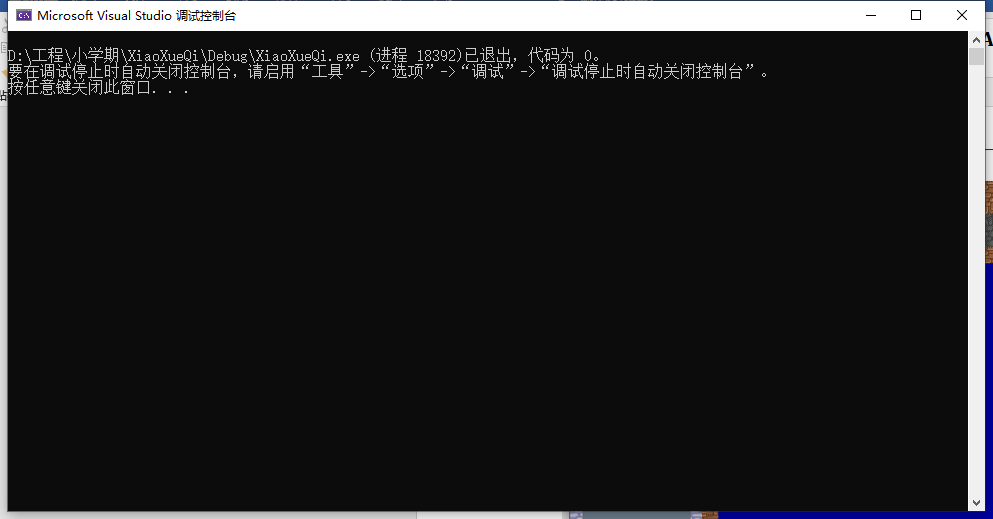 Microsoft Visual Studio 调试控制台
D:\工程\小学期\XiaoXueQi\Debug\XiaoXueQi.exe (进程 18392)已退出，代码为 0。
要在调试停止时自动关闭控制台，请启用“工具”->“选项”->“调试”->“调试停止时自动关闭控制台”。
按任意键关闭此窗口. . .